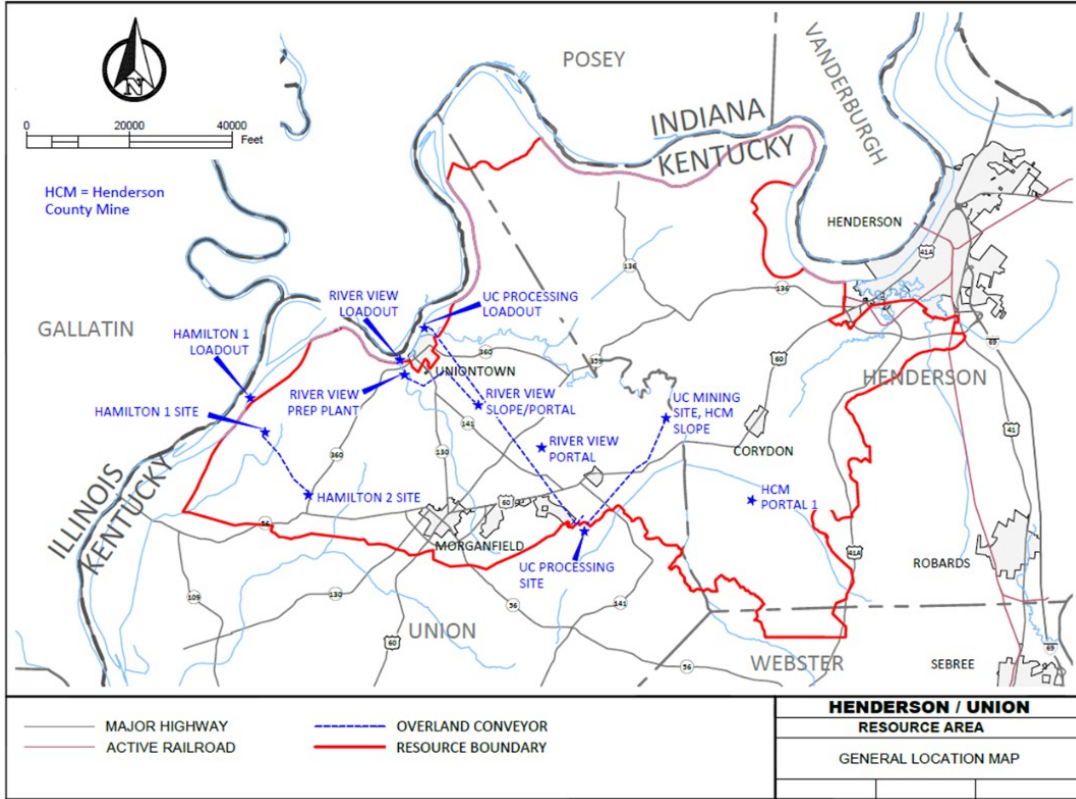 POSEY
VANDERBURGH
INDIANA
KENTUCKY
N
0 20000 40000
Feet
HCM = Henderson
County Mine
HENDERSON
41A
136
136
GALLATIN
RIVER VIEW
LOADOUT
UC PROCESSING
LOADOUT
HAMILTON 1
LOADOUT
360
359
60
69
UNIONTOWN
HENDERSON
RIVER VIEW
PREP PLANT
RIVER VIEW
SLOPE/PORTAL
UC MINING
SITE, HCM
SLOPE
HAMILTON 1 SITE
141
41
RIVER VIEW
PORTAL
CORYDON
360
130
ILLINOIS
KENTUCKY
HAMILTON 2 SITE
60
HCM
PORTAL 1
56
MORGANFIELD
41A
UC PROCESSING
SITE
ROBARDS
109
130
56
141
UNION
60
WEBSTER
56
SEBREE
69
MAJOR HIGHWAY
ACTIVE RAILROAD
OVERLAND CONVEYOR
RESOURCE BOUNDARY
HENDERSON / UNION
RESOURCE AREA
GENERAL LOCATION MAP